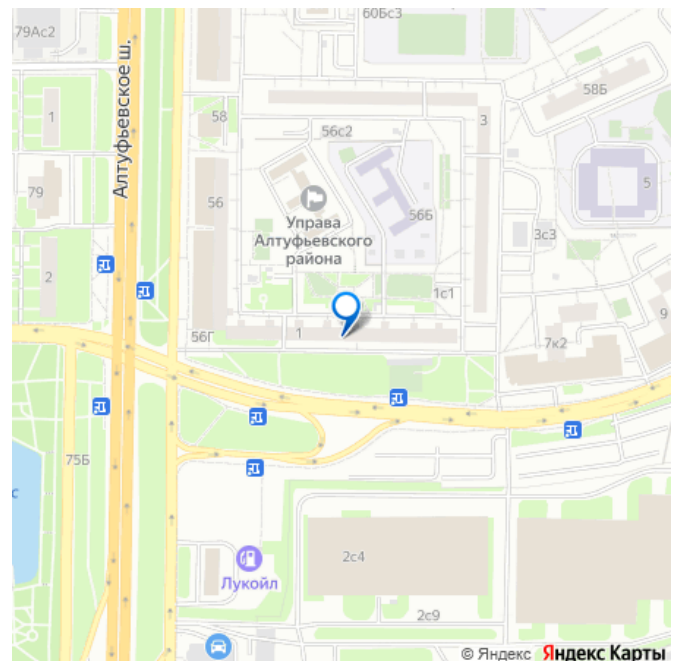 79Ас2
60Бс3
Алтуфьевское ш.
58Б
1
58
56с2
3
79
56
56Б
5
Управа
Алтуфьевского
района
3с3
2
1с1
9
56Г
1
7к2
75Б
с
2с4
Лукойл
2с9
© Яндекс Яндекс Карты